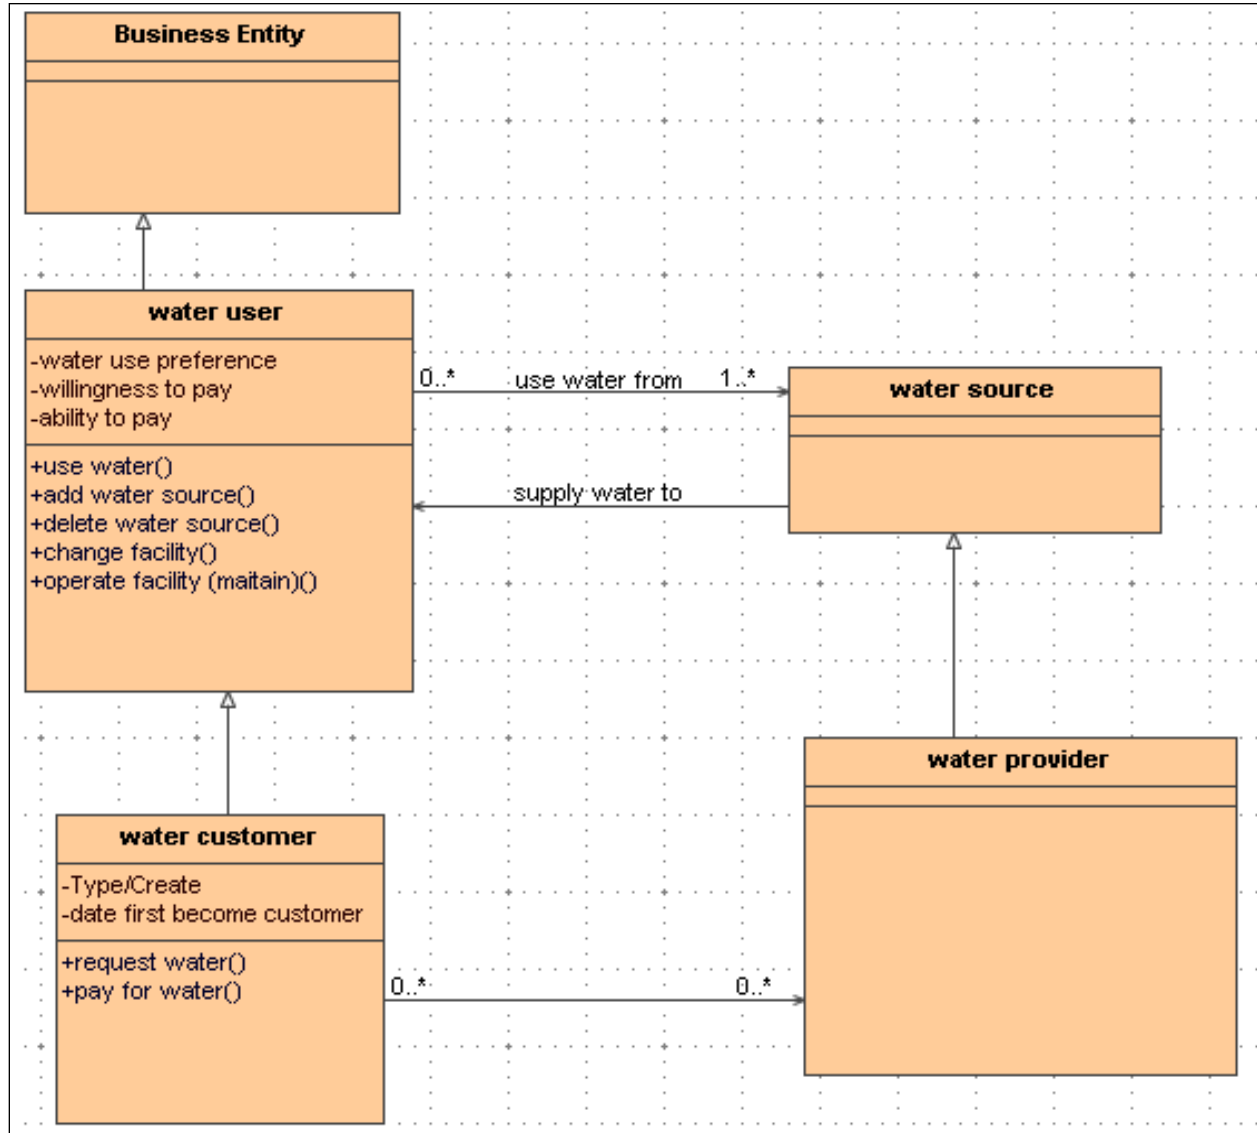 Business Entity
water user
-water use preference
-willingness to pay
-ability to pay
+use water()
+add water source()
+delete water source()
+change facility()
+operate facility (maitain)()
0..* use water from 1..*
supply water to
water source
water provider
water customer
-Type/Create
-date first become customer
+request water()
+pay for water()
0..* 0..*